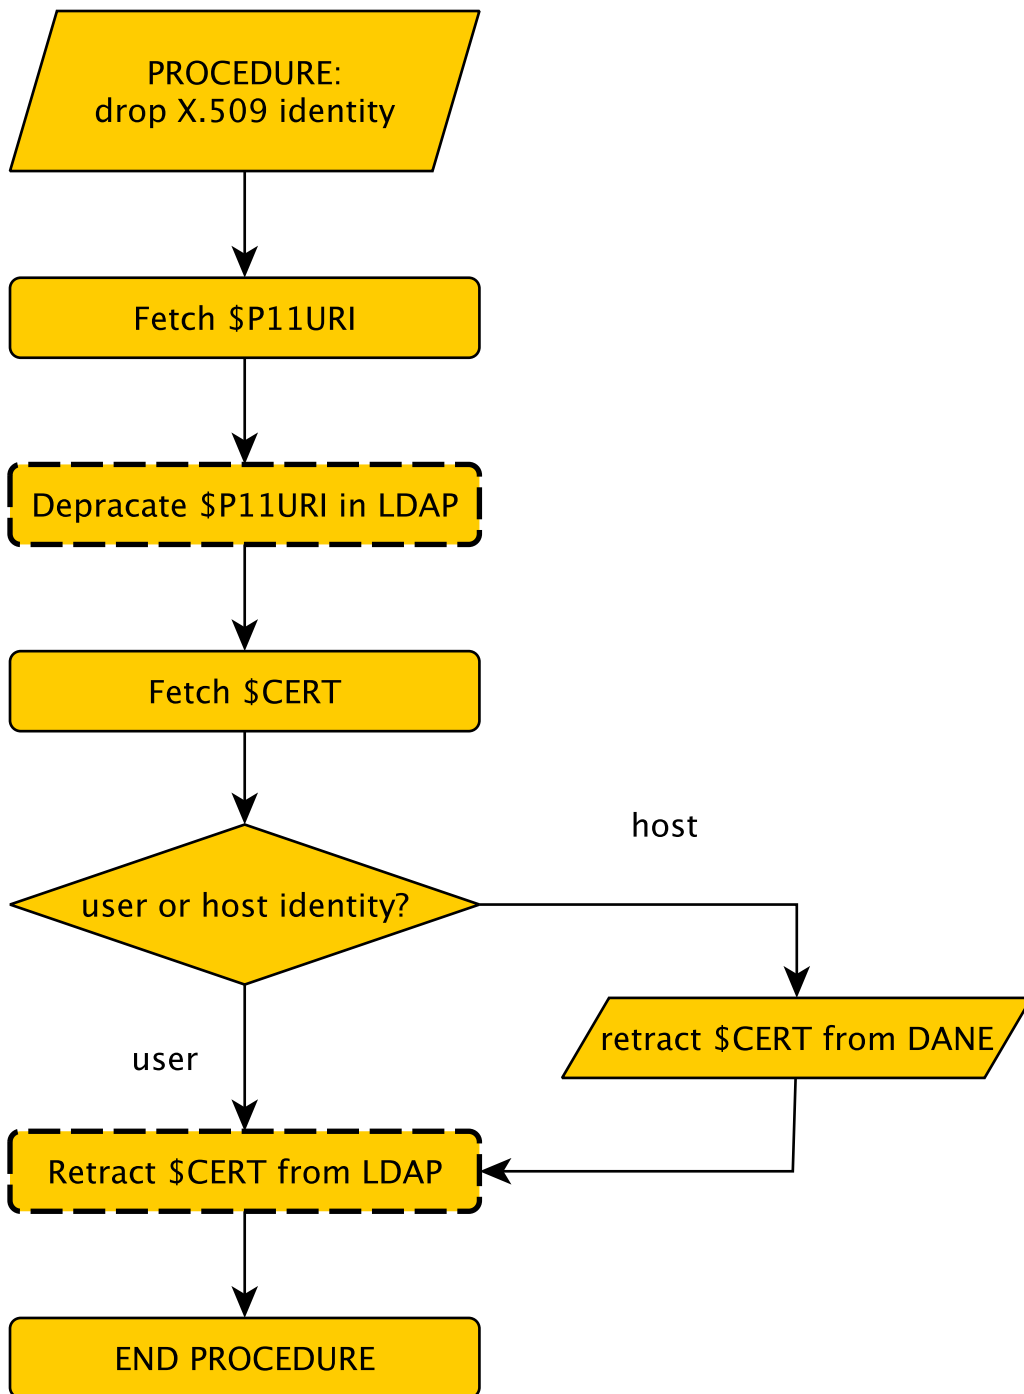 PROCEDURE:
drop X.509 identity
Fetch $P11URI
Depracate $P11URI in LDAP
Fetch $CERT
host
user or host identity?
retract $CERT from DANE
user
Retract $CERT from LDAP
END PROCEDURE